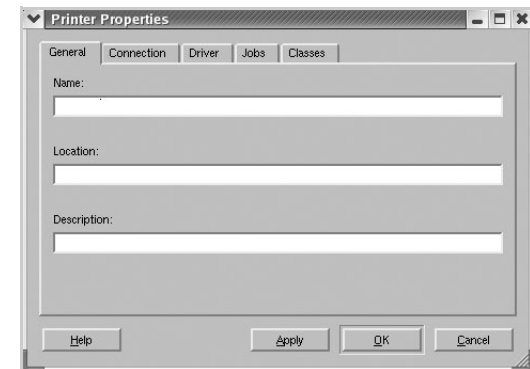 Printer Properties
General Connection Driver Jobs Classes
Name:
Location:
Description:
Help Apply OK Cancel